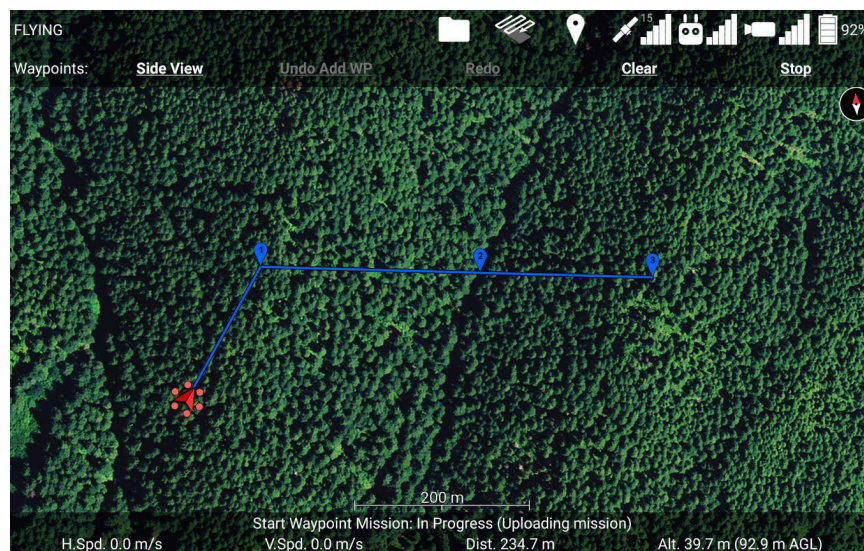 FLYING 15 92%
Waypoints: Side View Undo Add WP Redo Clear Stop
1 2 3
200 m
Start Waypoint Mission: In Progress (Uploading mission)
H.Spd. 0.0 m/s V.Spd. 0.0 m/s Dist. 234.7 m Alt. 39.7 m (92.9 m AGL)